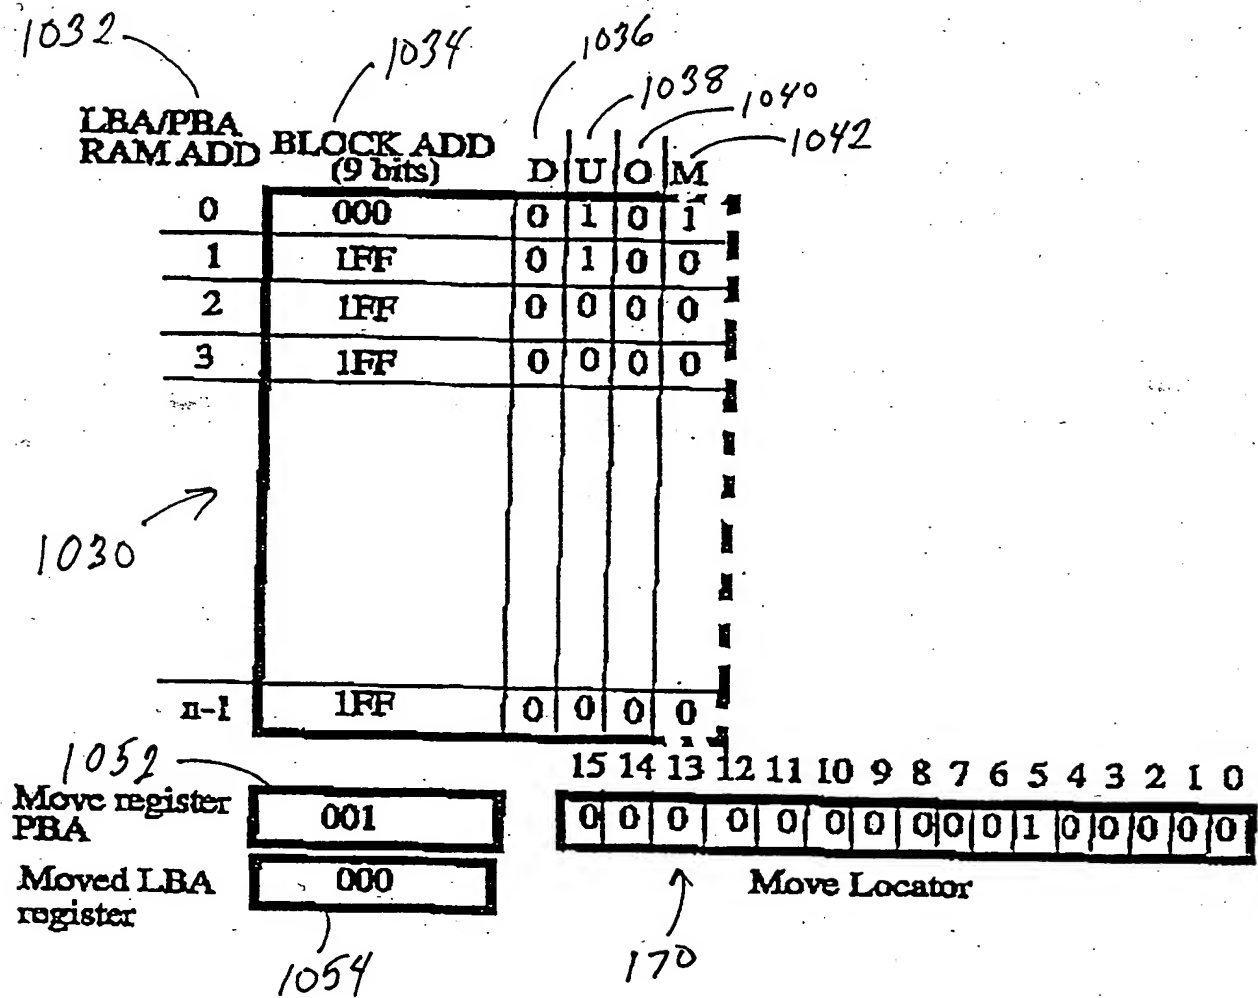 1032
1034
1036
1038
1040
1042
LBA/PBA
RAM ADD
BLOCK ADD
(9 bits)
D U O M
0 000 0 1 0 1
1 1FF 0 1 0 0
2 1FF 0 0 0 0
3 1FF 0 0 0 0
1030
n-1 1FF 0 0 0 0
1052
15 14 13 12 11 10 9 8 7 6 5 4 3 2 1 0
Move register
PBA
001
0 0 0 0 0 0 0 0 0 0 1 0 0 0 0 0
Moved LBA
register
000
Move Locator
1054
170